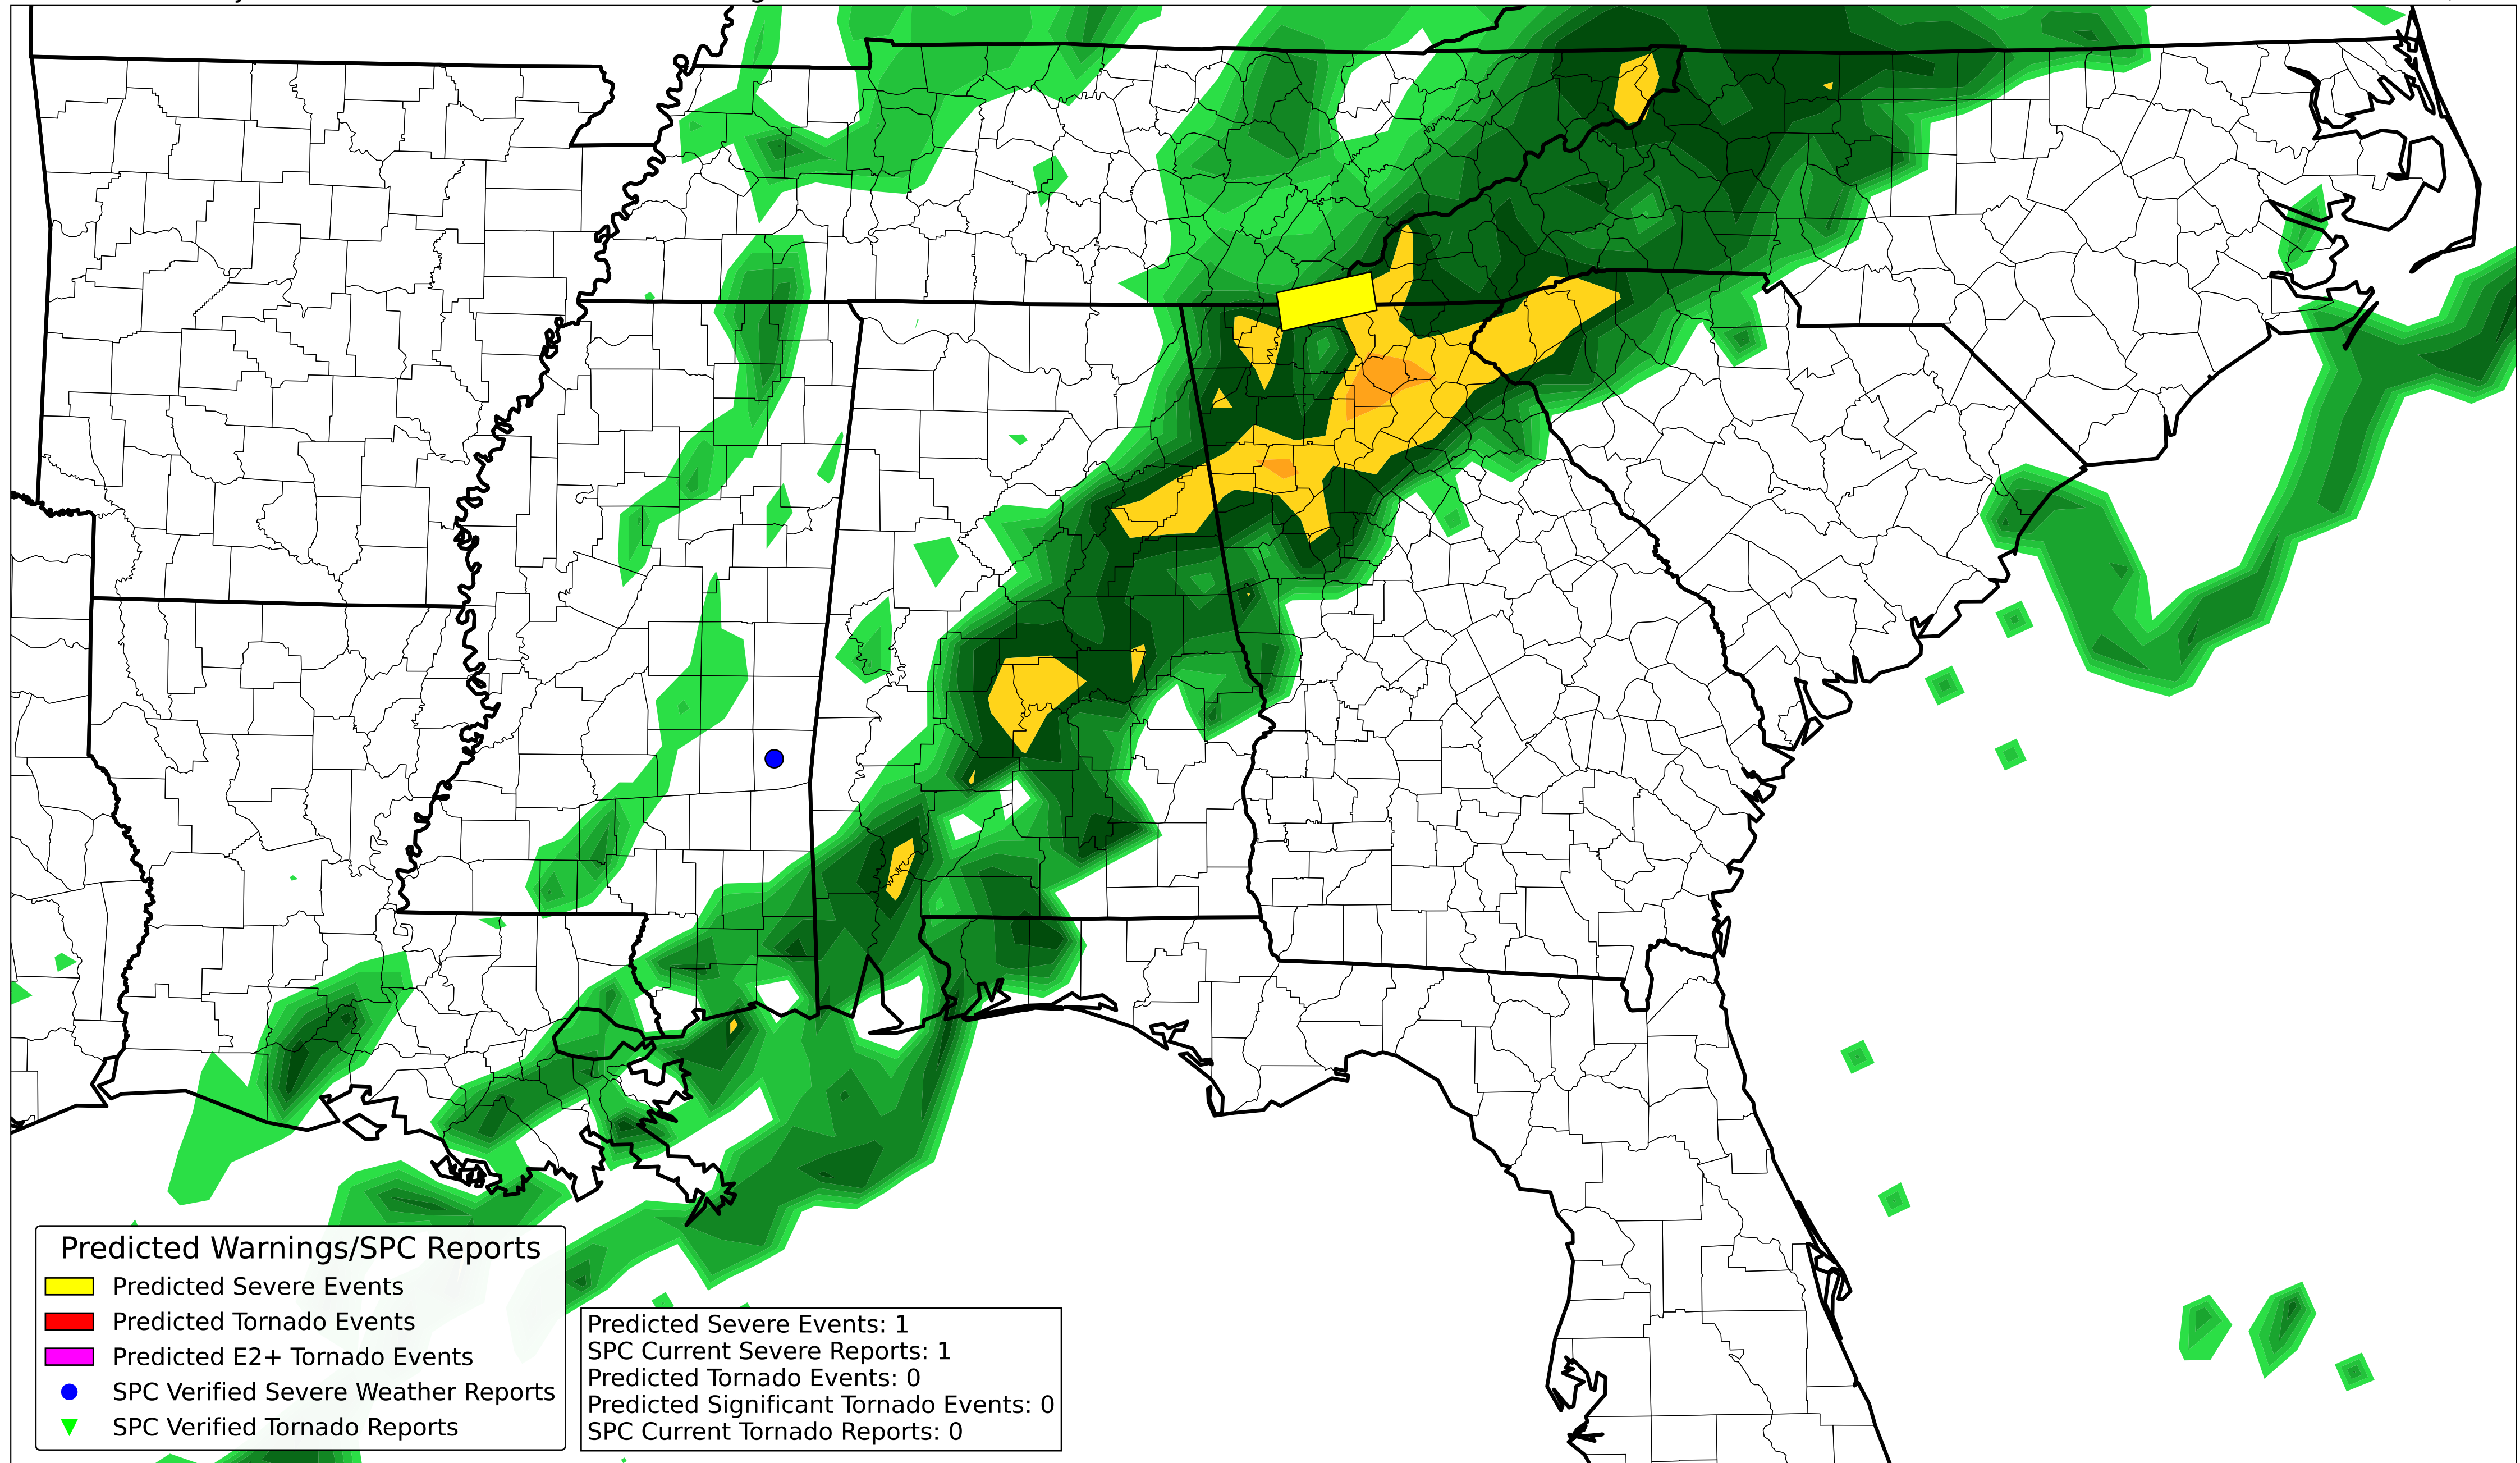 Predicted Warnings/SPC Reports
Predicted Severe Events
Predicted Tornado Events
Predicted E2+ Tornado Events
SPC Verified Severe Weather Reports
SPC Verified Tornado Reports
Predicted Severe Events: 1
SPC Current Severe Reports: 1
Predicted Tornado Events: 0
Predicted Significant Tornado Events: 0
SPC Current Tornado Reports: 0